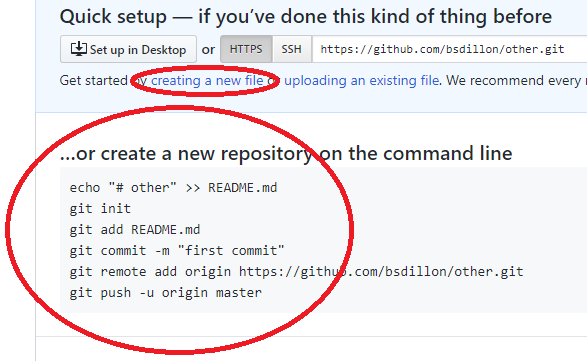 Quick setup — if you've done this kind of thing before
Set up in Desktop or HTTPS SSH https://github.com/bsdillon/other.git
Get started by creating a new file or uploading an existing file. We recommend every
...or create a new repository on the command line
echo "# other" >> README.md
git init
git add README.md
git commit -m "first commit"
git remote add origin https://github.com/bsdillon/other.git
git push -u origin master